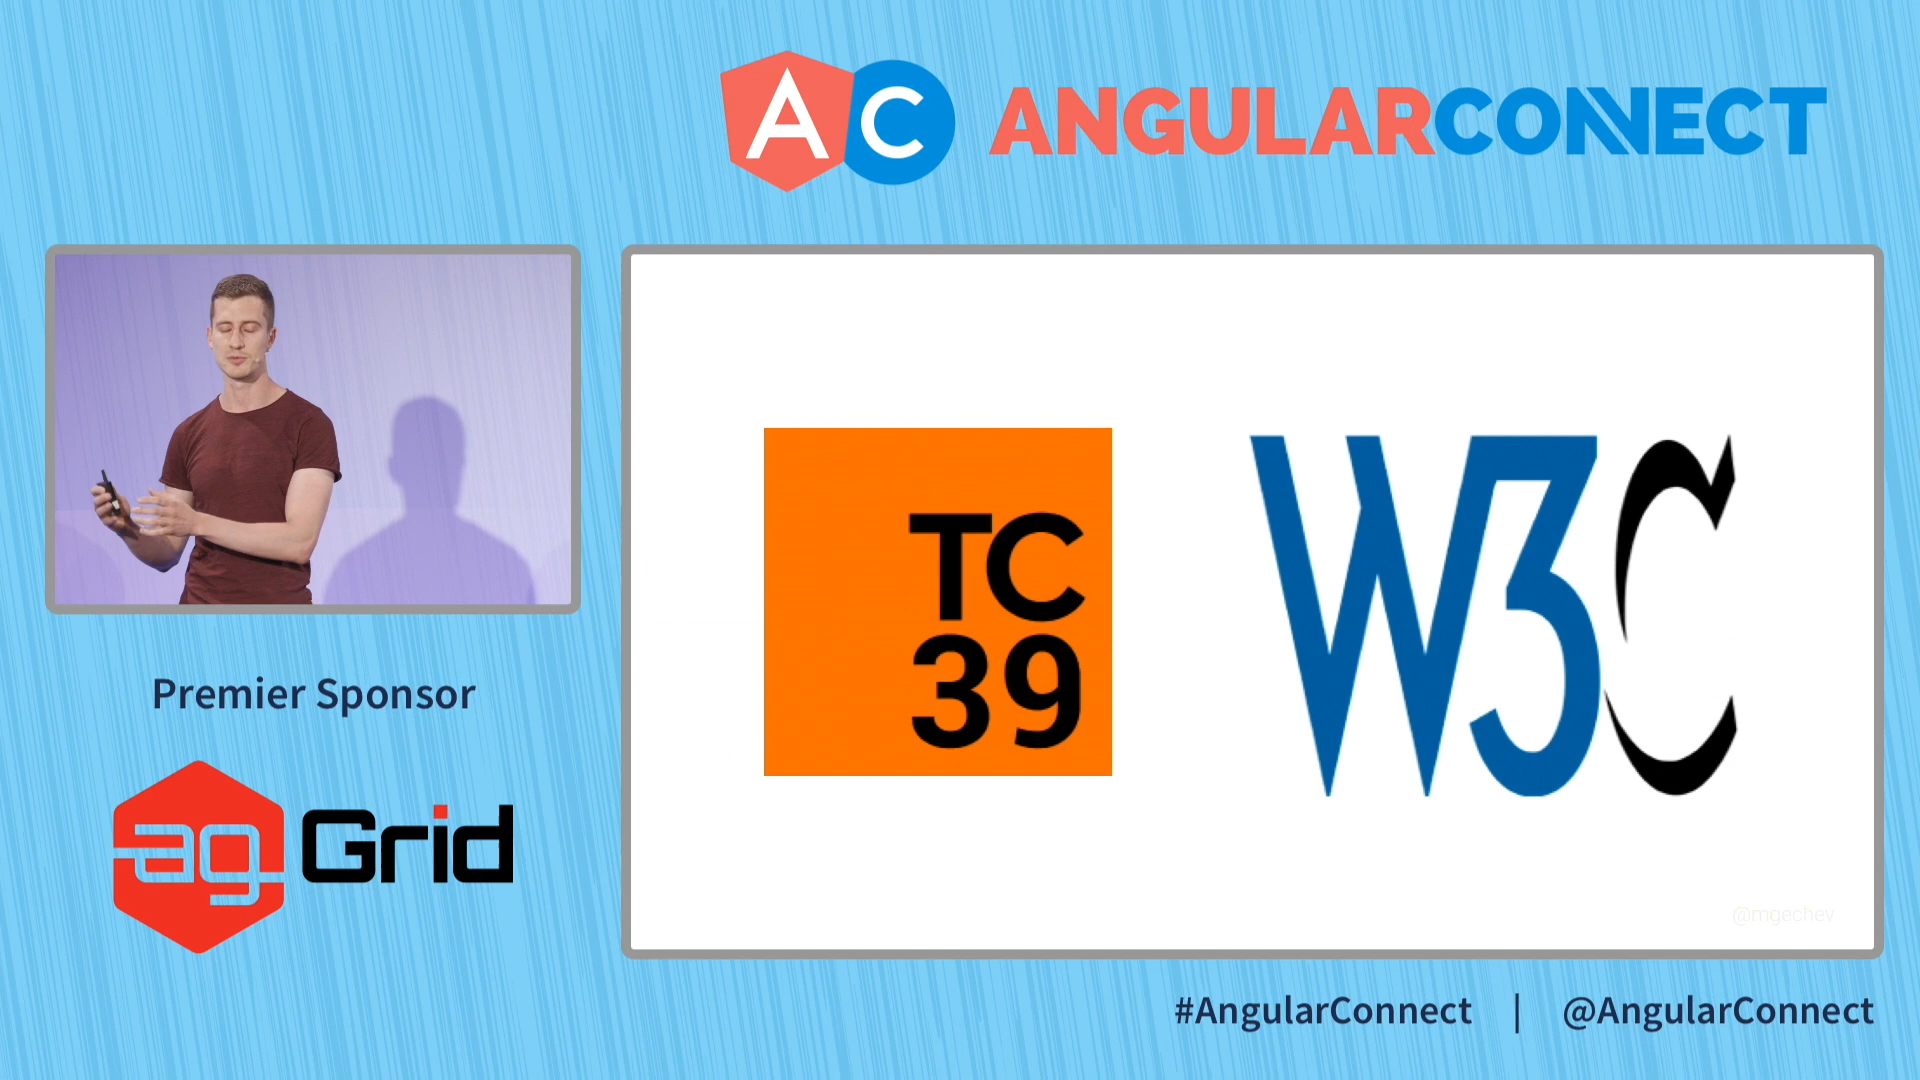 AC ANGULARCONNECT
TC
39
W3C
@mgechev
Premier Sponsor
ag Grid
#AngularConnect | @AngularConnect